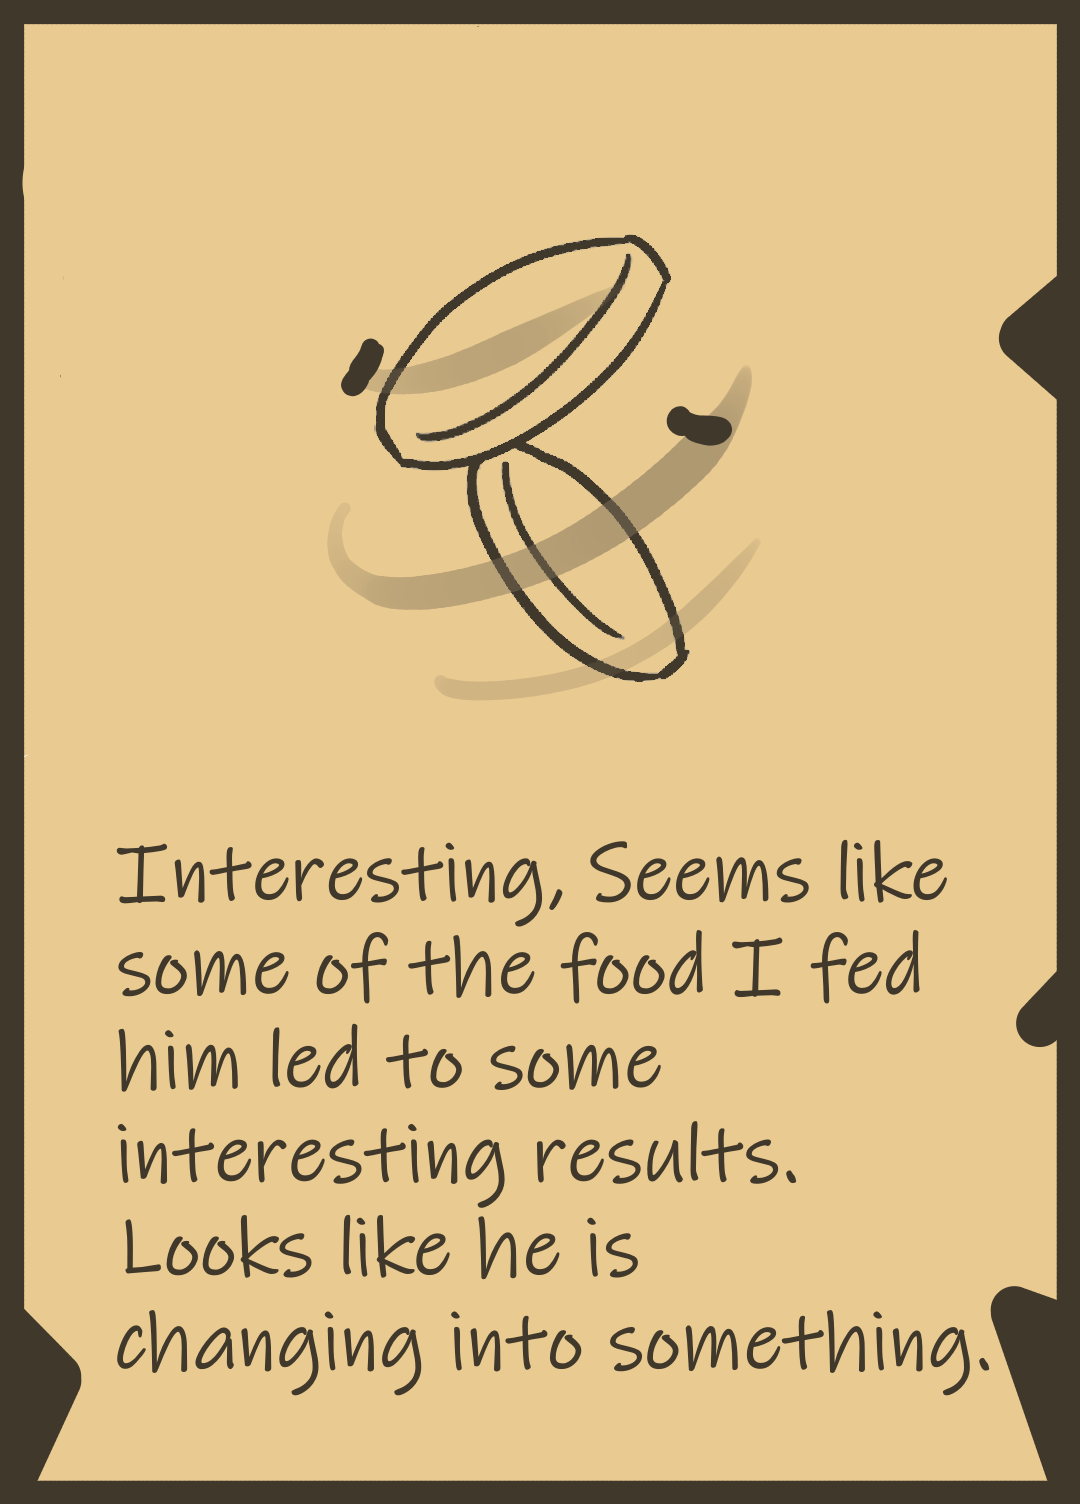 Interesting, Seems like
some of the food I fed
him led to some
interesting results.
Looks like he is
changing into something.